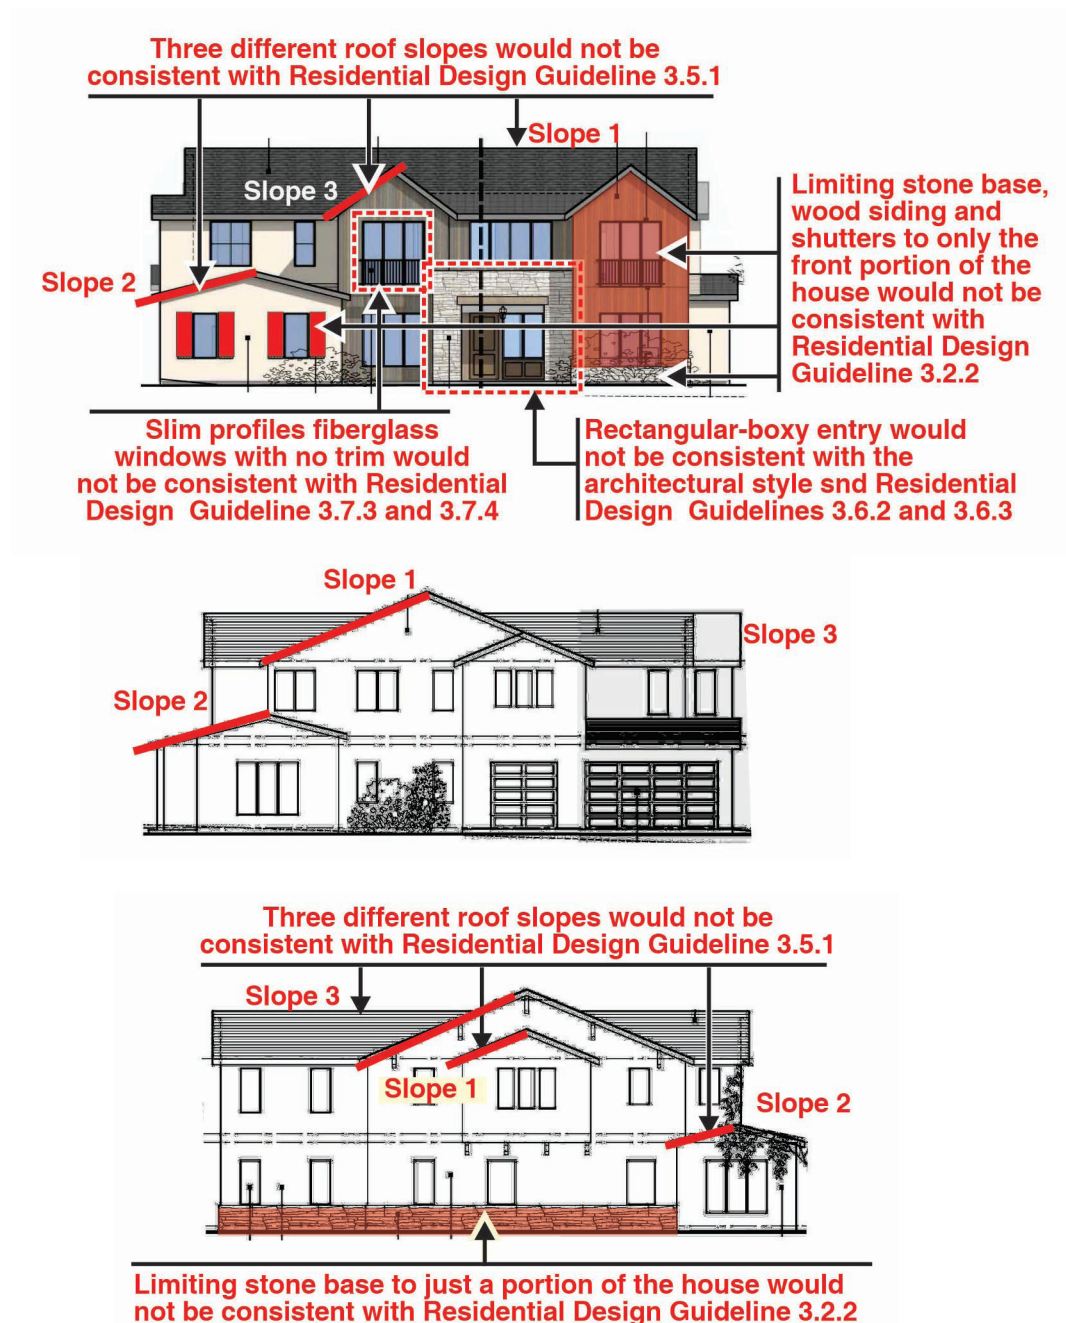 Three different roof slopes would not be
consistent with Residential Design Guideline 3.5.1
Slope 1
Slope 3
Slope 2
Limiting stone base,
wood siding and
shutters to only the
front portion of the
house would not be
consistent with
Residential Design
Guideline 3.2.2
Slim profiles fiberglass
windows with no trim would
not be consistent with Residential
Design Guideline 3.7.3 and 3.7.4
Rectangular-boxy entry would
not be consistent with the
architectural style snd Residential
Design Guidelines 3.6.2 and 3.6.3
Slope 1
Slope 3
Slope 2
Three different roof slopes would not be
consistent with Residential Design Guideline 3.5.1
Slope 3
Slope 1
Slope 2
Limiting stone base to just a portion of the house would
not be consistent with Residential Design Guideline 3.2.2